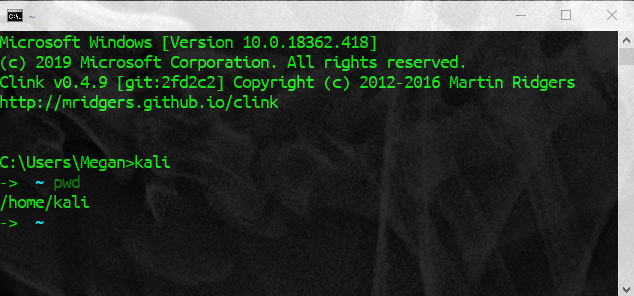 ~
Microsoft Windows [Version 10.0.18362.418]
(c) 2019 Microsoft Corporation. All rights reserved.
Clink v0.4.9 [git:2fd2c2] Copyright (c) 2012-2016 Martin Ridgers
http://mridgers.github.io/clink
C:\Users\Megan>kali
->  ~ pwd
/home/kali
->  ~